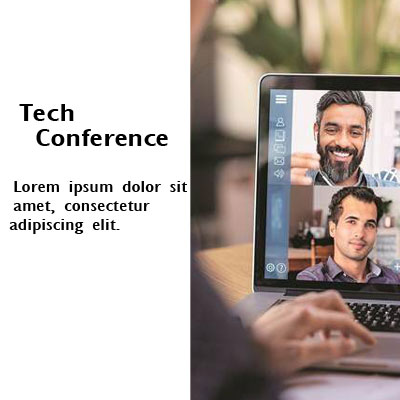 Tech
Conference
Lorem ipsum dolor sit
amet, consectetur
adipiscing elit.